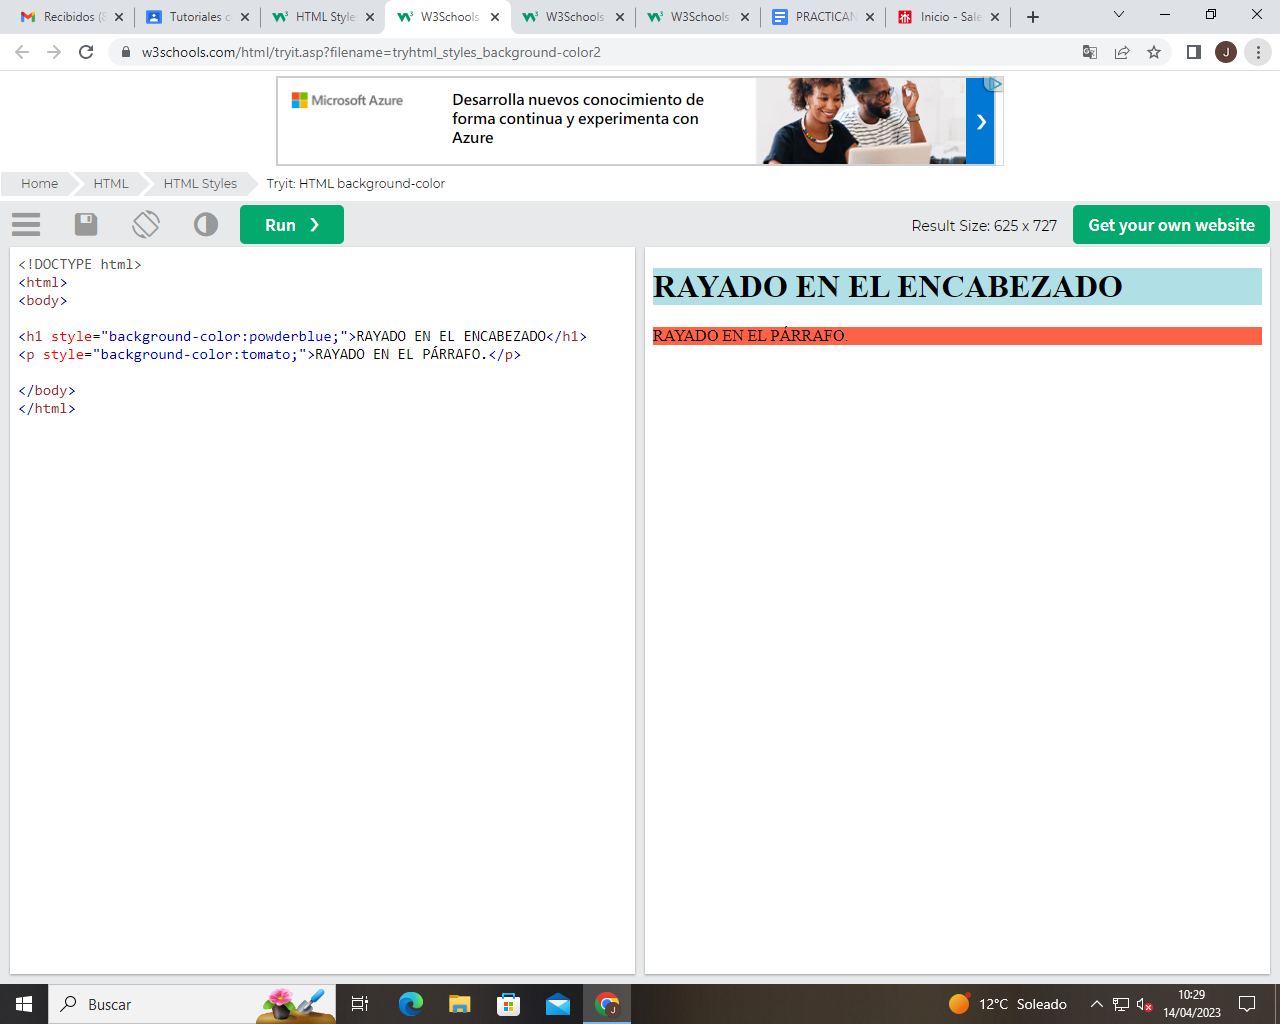 Recibidos (8
Tutoriales c
HTML Style
W3Schools
W3Schools
W3Schools
PRACTICAN
Inicio - Sale
w3schools.com/html/tryit.asp?filename=tryhtml_styles_background-color2
J
Microsoft Azure
Desarrolla nuevos conocimiento de
forma continua y experimenta con
Azure
Home
HTML
HTML Styles
Tryit: HTML background-color
Run ❯
Result Size: 625 x 727
Get your own website
<!DOCTYPE html>
<html>
<body>
<h1 style="background-color:powderblue;">RAYADO EN EL ENCABEZADO</h1>
<p style="background-color:tomato;">RAYADO EN EL PÁRRAFO.</p>
</body>
</html>
RAYADO EN EL ENCABEZADO
RAYADO EN EL PÁRRAFO.
Buscar
J
12°C Soleado
10:29
14/04/2023